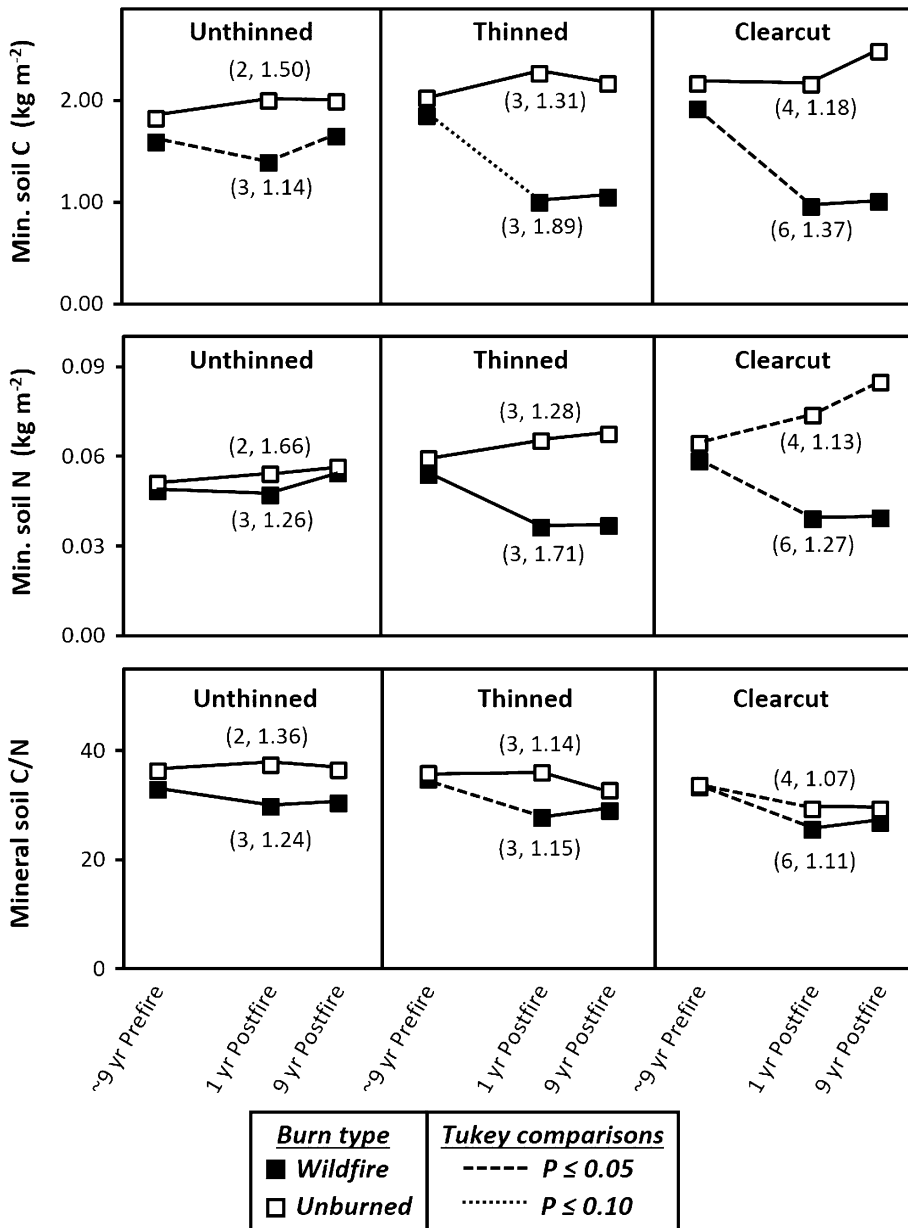 Min. soil C (kg m⁻²)
Unthinned Thinned Clearcut
(2, 1.50)
(3, 1.14)
(3, 1.31)
(3, 1.89)
(4, 1.18)
(6, 1.37)
2.00
1.00
0.00
Min. soil N (kg m⁻²)
Unthinned Thinned Clearcut
(2, 1.66)
(3, 1.26)
(3, 1.28)
(3, 1.71)
(4, 1.13)
(6, 1.27)
0.09
0.06
0.03
0.00
Mineral soil C/N
Unthinned Thinned Clearcut
(2, 1.36)
(3, 1.24)
(3, 1.14)
(3, 1.15)
(4, 1.07)
(6, 1.11)
40
20
0
~9 yr Prefire
1 yr Postfire
9 yr Postfire
~9 yr Prefire
1 yr Postfire
9 yr Postfire
~9 yr Prefire
1 yr Postfire
9 yr Postfire
Burn type
Wildfire
Unburned
Tukey comparisons
P ≤ 0.05
P ≤ 0.10